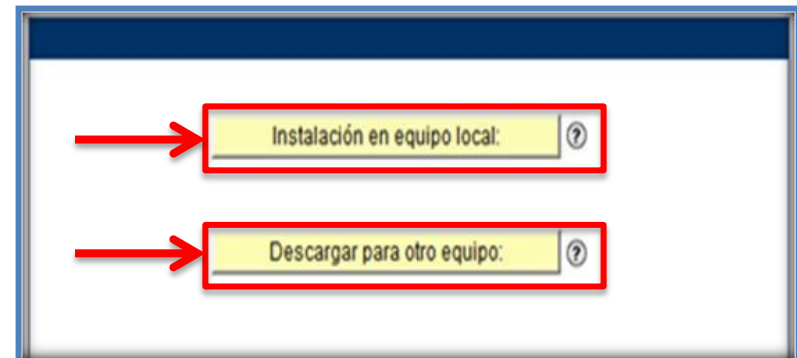 Instalación en equipo local: ?
Descargar para otro equipo: ?